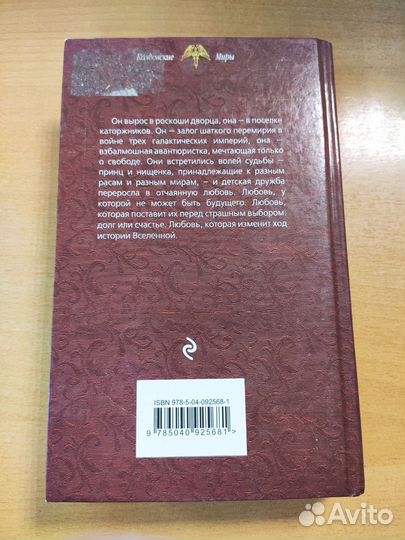 Колдовские Миры
Он вырос в роскоши дворца, она – в поселке
каторжников. Он – залог шаткого перемирия в
войне трех галактических империй, она –
взбалмошная авантюристка, мечтающая только
о свободе. Они встретились волей судьбы –
принц и нищенка, принадлежащие к разным
расам и разным мирам, – и детская дружба
переросла в отчаянную любовь. Любовь, у
которой не может быть будущего. Любовь,
которая поставит их перед страшным выбором:
долг или счастье. Любовь, которая изменит ход
истории Вселенной.
ISBN 978-5-04-092568-1
9 785040 925681 >
Avito